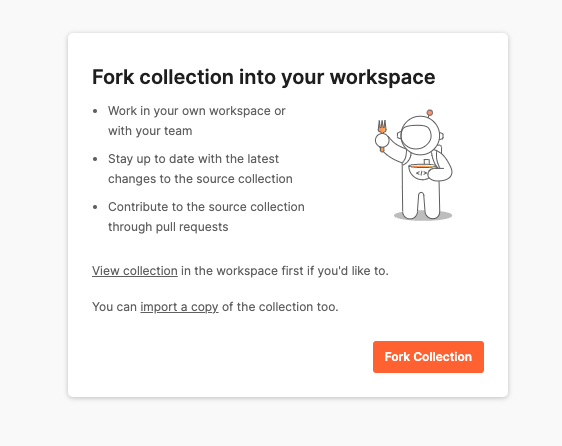 Fork collection into your workspace
Work in your own workspace or
with your team
Stay up to date with the latest
changes to the source collection
Contribute to the source collection
through pull requests
</>
View collection in the workspace first if you'd like to.
You can import a copy of the collection too.
Fork Collection